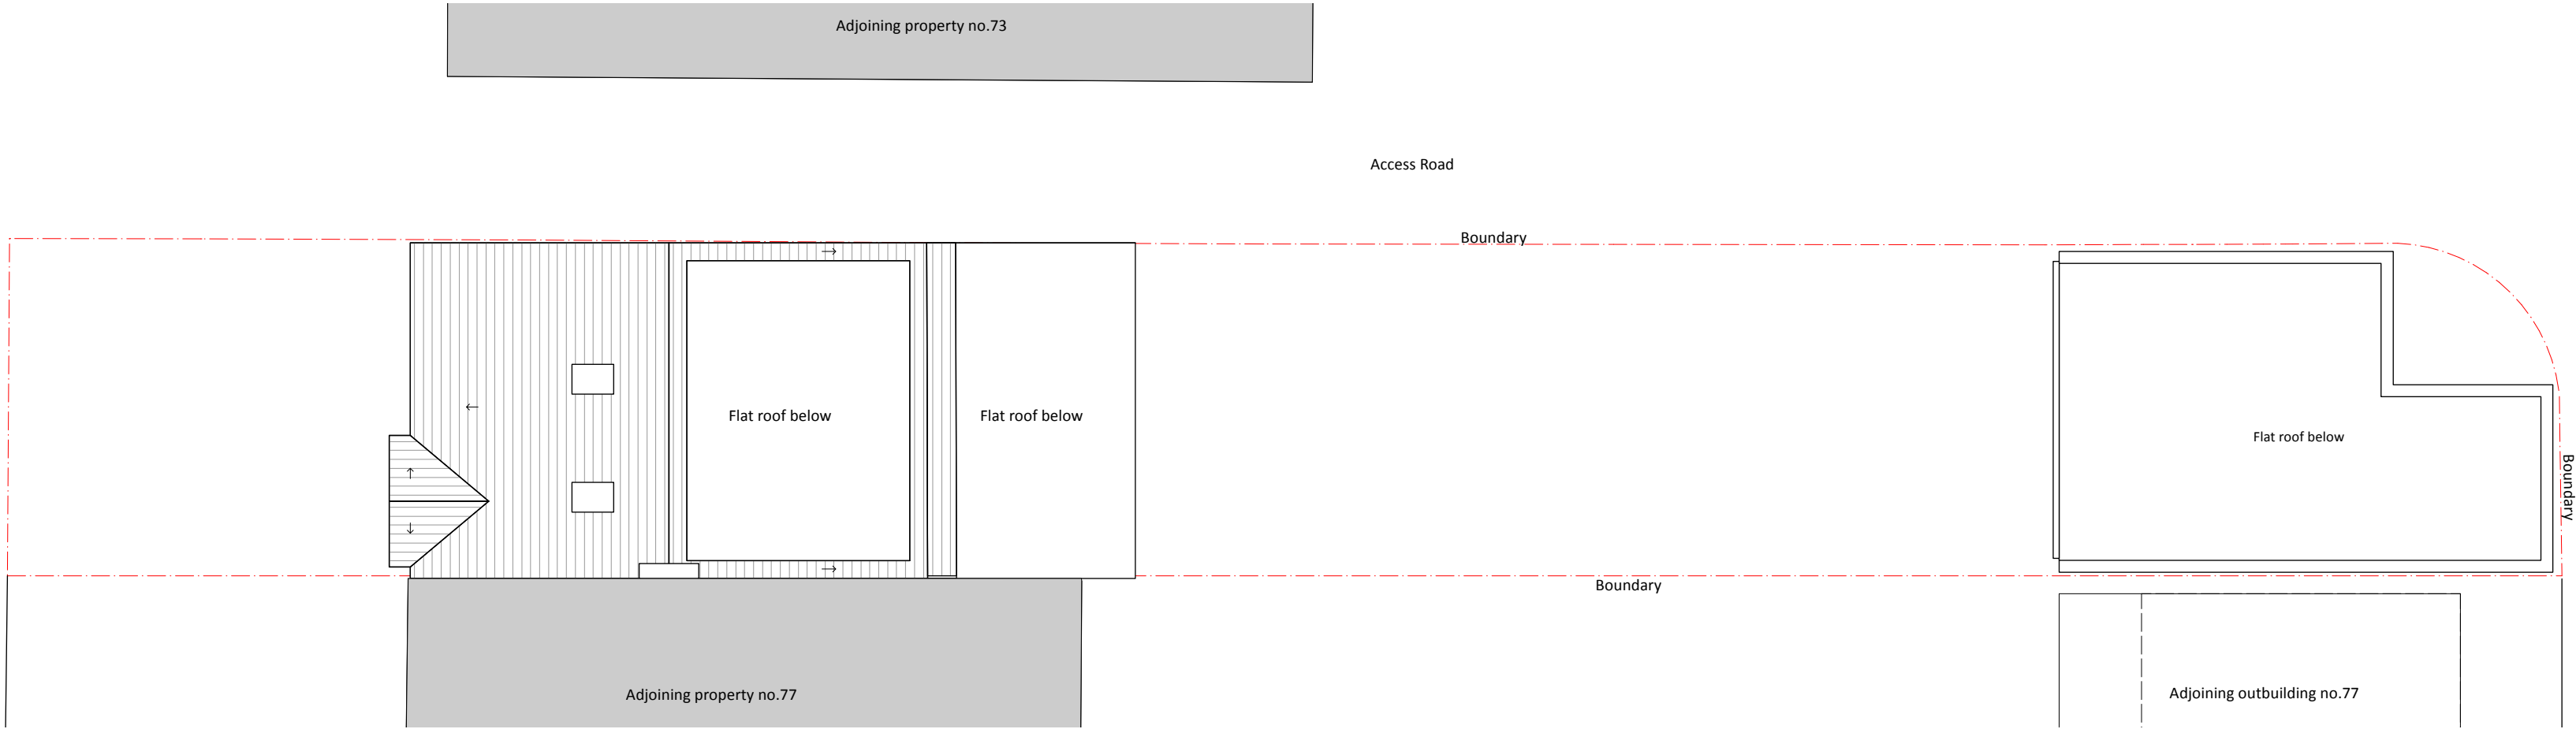 Adjoining property no.73
Access Road
Boundary
Flat roof below
Flat roof below
Flat roof below
Boundary
Boundary
Adjoining property no.77
Adjoining outbuilding no.77